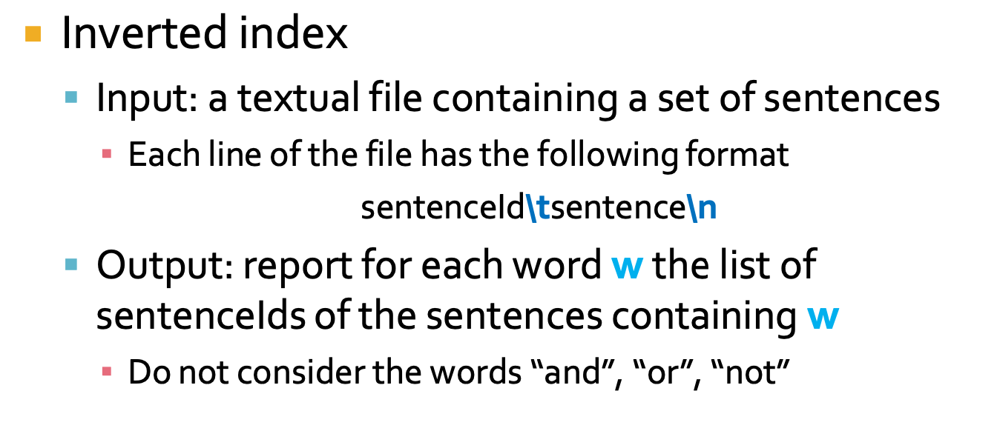 Inverted index
Input: a textual file containing a set of sentences
Each line of the file has the following format
sentenceId\tsentence\n
Output: report for each word w the list of
sentenceIds of the sentences containing w
Do not consider the words “and”, “or”, “not”